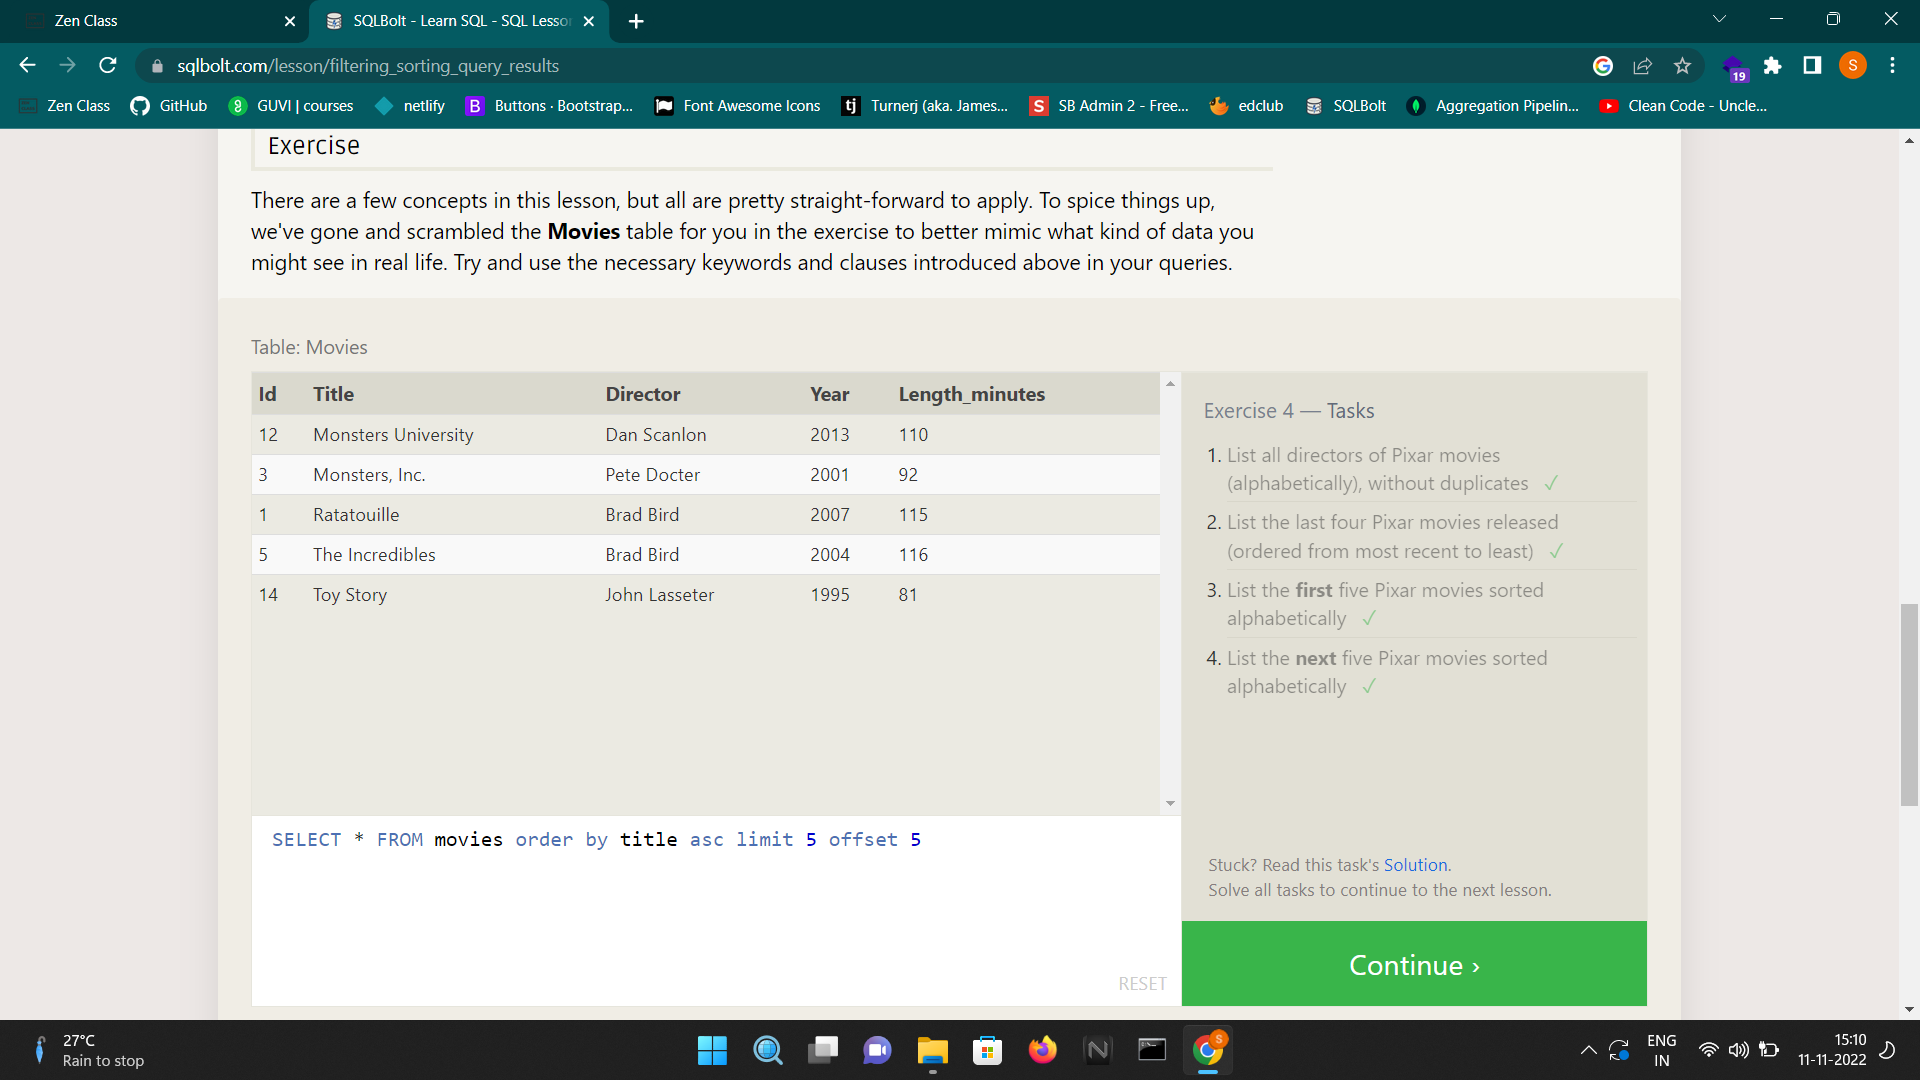 Zen Class
SQLBolt - Learn SQL - SQL Lesso
sqlbolt.com/lesson/filtering_sorting_query_results
19
S
Zen Class
GitHub
GUVI | courses
netlify
B
Buttons · Bootstrap...
Font Awesome Icons
tj
Turnerj (aka. James...
S
SB Admin 2 - Free...
edclub
SQLBolt
Aggregation Pipelin...
Clean Code - Uncle...
Exercise
There are a few concepts in this lesson, but all are pretty straight-forward to apply. To spice things up,
we've gone and scrambled the Movies table for you in the exercise to better mimic what kind of data you
might see in real life. Try and use the necessary keywords and clauses introduced above in your queries.
Table: Movies
Id Title Director Year Length_minutes
12 Monsters University Dan Scanlon 2013 110
3 Monsters, Inc. Pete Docter 2001 92
1 Ratatouille Brad Bird 2007 115
5 The Incredibles Brad Bird 2004 116
14 Toy Story John Lasseter 1995 81
SELECT * FROM movies order by title asc limit 5 offset 5
RESET
Exercise 4 — Tasks
1. List all directors of Pixar movies
(alphabetically), without duplicates ✓
2. List the last four Pixar movies released
(ordered from most recent to least) ✓
3. List the first five Pixar movies sorted
alphabetically ✓
4. List the next five Pixar movies sorted
alphabetically ✓
Stuck? Read this task's Solution.
Solve all tasks to continue to the next lesson.
Continue ›
27°C
Rain to stop
N
S
ENG
IN
15:10
11-11-2022